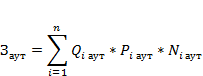 З_аут = ∑_{i=1}^{n} Q_{i аут} * P_{i аут} * N_{i аут}